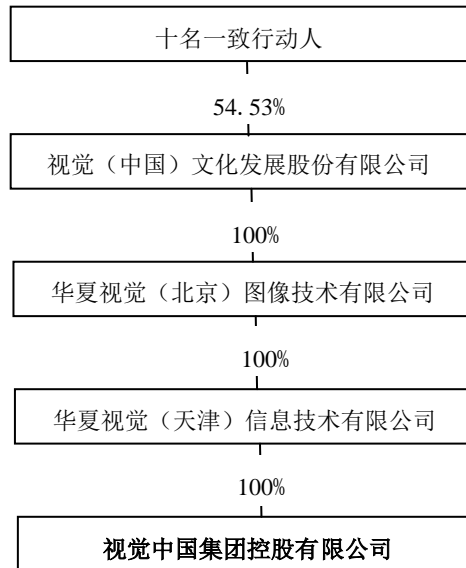 十名一致行动人
54.53%
视觉（中国）文化发展股份有限公司
100%
华夏视觉（北京）图像技术有限公司
100%
华夏视觉（天津）信息技术有限公司
100%
视觉中国集团控股有限公司